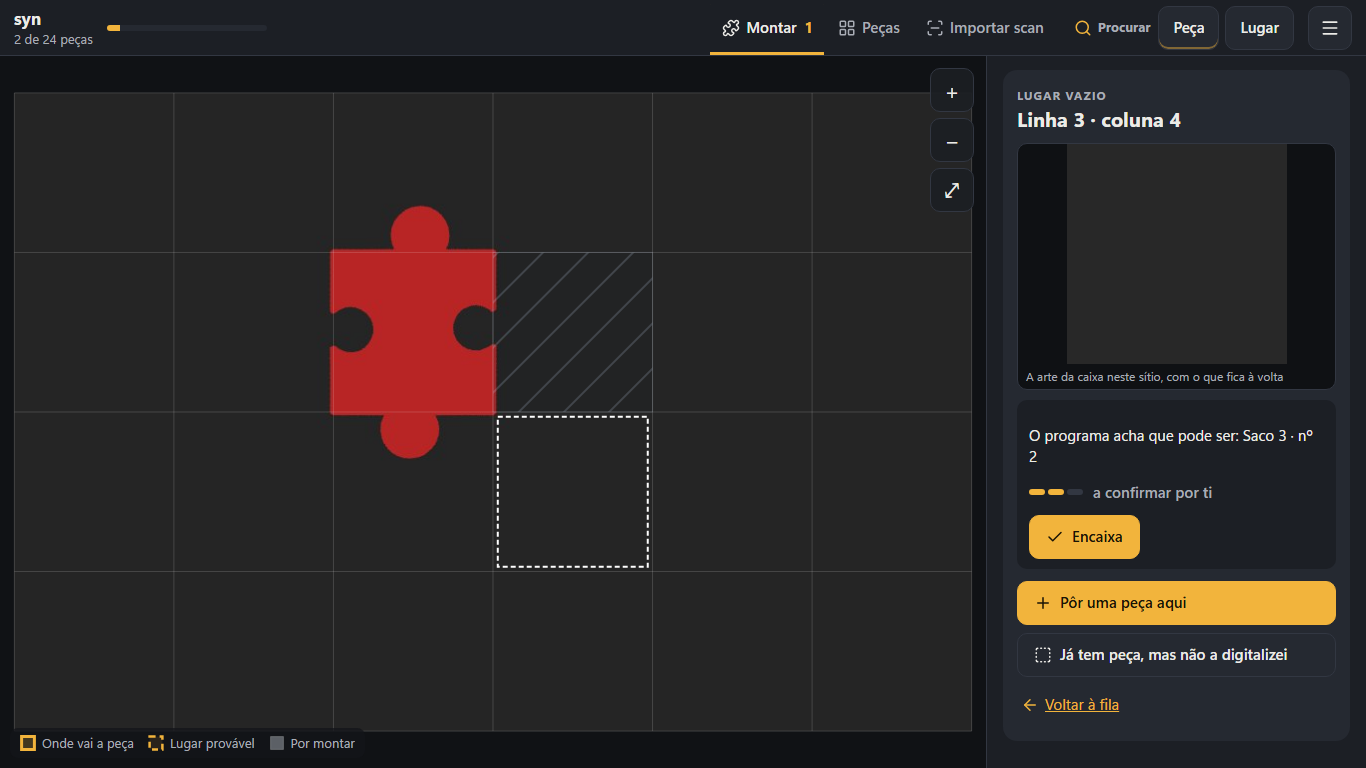 syn
2 de 24 peças
Montar 1
Peças
Importar scan
Procurar
Peça
Lugar
LUGAR VAZIO
Linha 3 · coluna 4
A arte da caixa neste sítio, com o que fica à volta
O programa acha que pode ser: Saco 3 · nº
2
a confirmar por ti
Encaixa
Pôr uma peça aqui
Já tem peça, mas não a digitalizei
Voltar à fila
Onde vai a peça
Lugar provável
Por montar